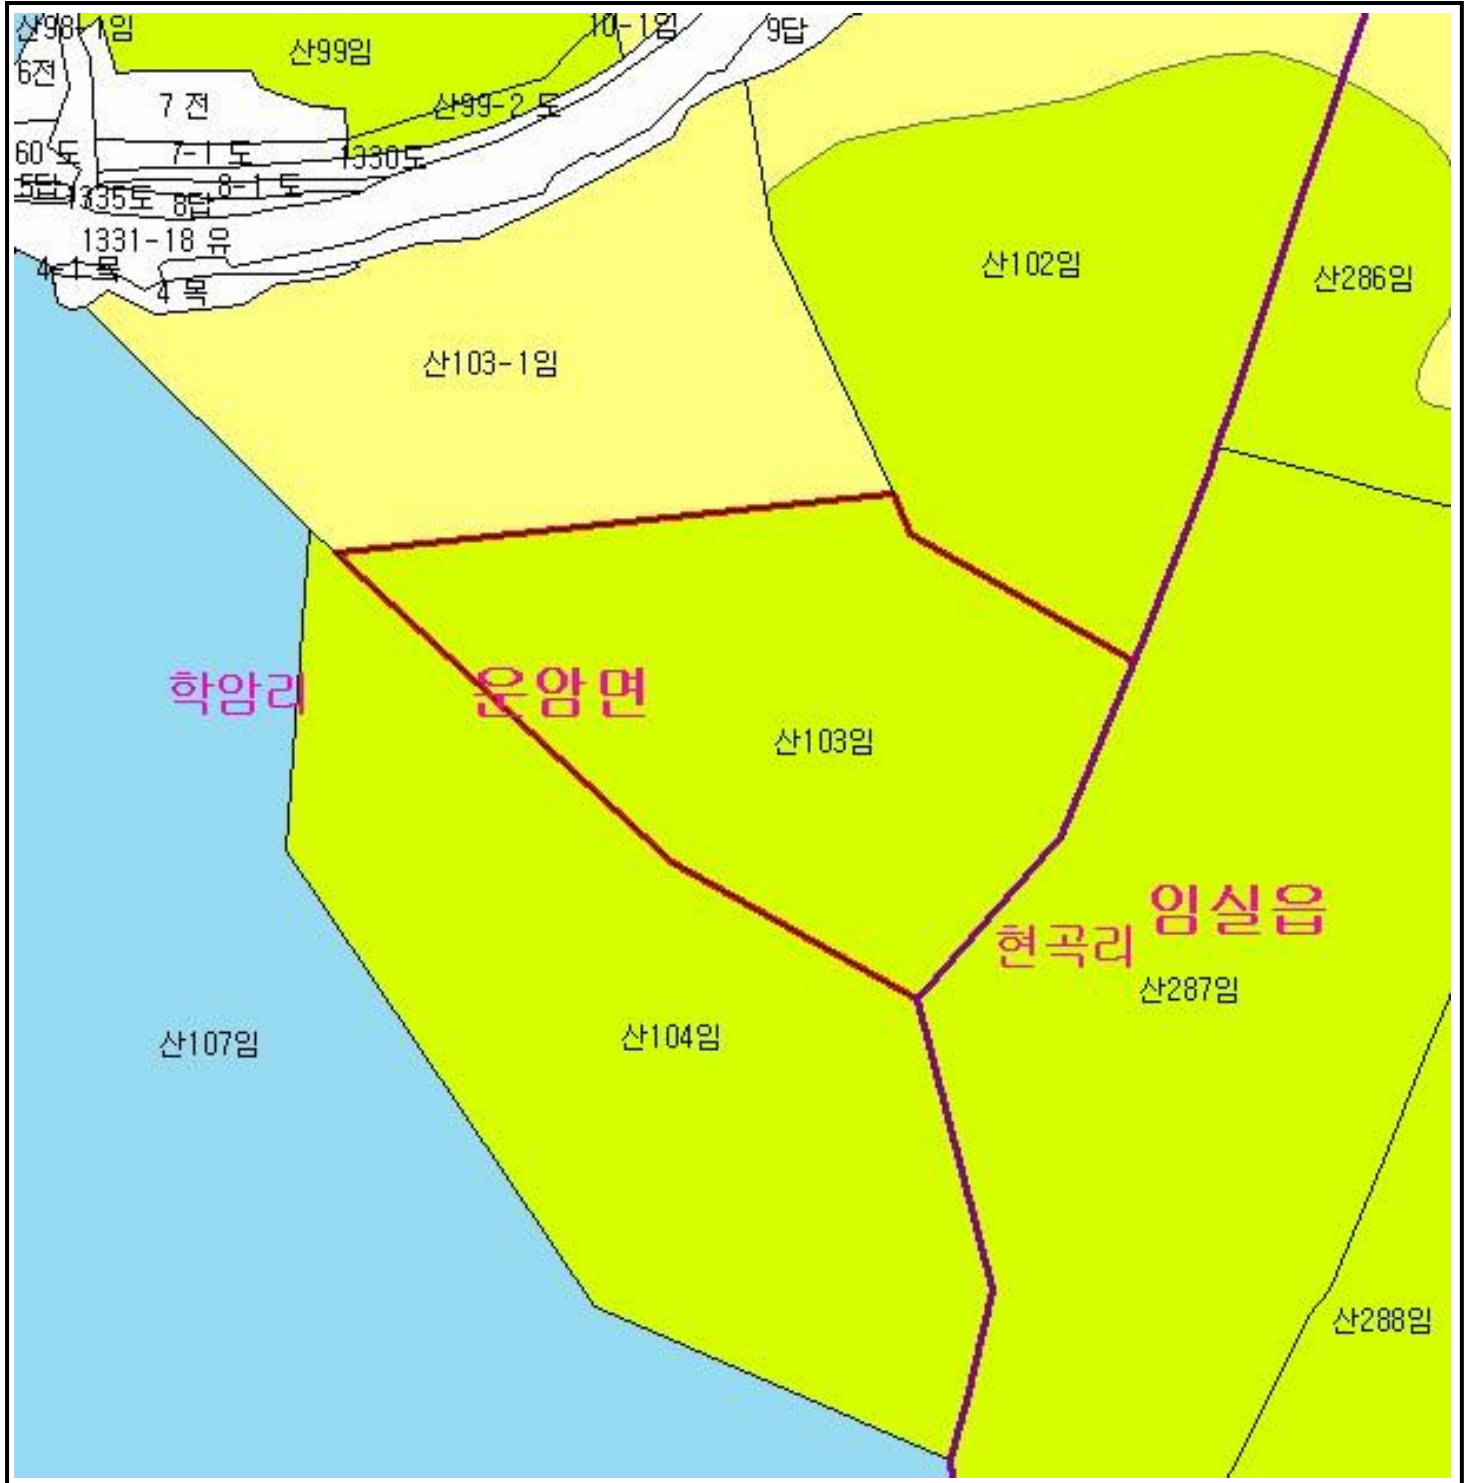 산98-1임
10-1임
9답
산99임
6전
7 전
산99-2 도
60 도
7-1 도
1330도
5답
1335도
8-1 도
8답
1331-18 유
4-1 목
4 목
산102임
산286임
산103-1임
학암리
운암면
산103임
임실읍
현곡리
산287임
산107임
산104임
산288임